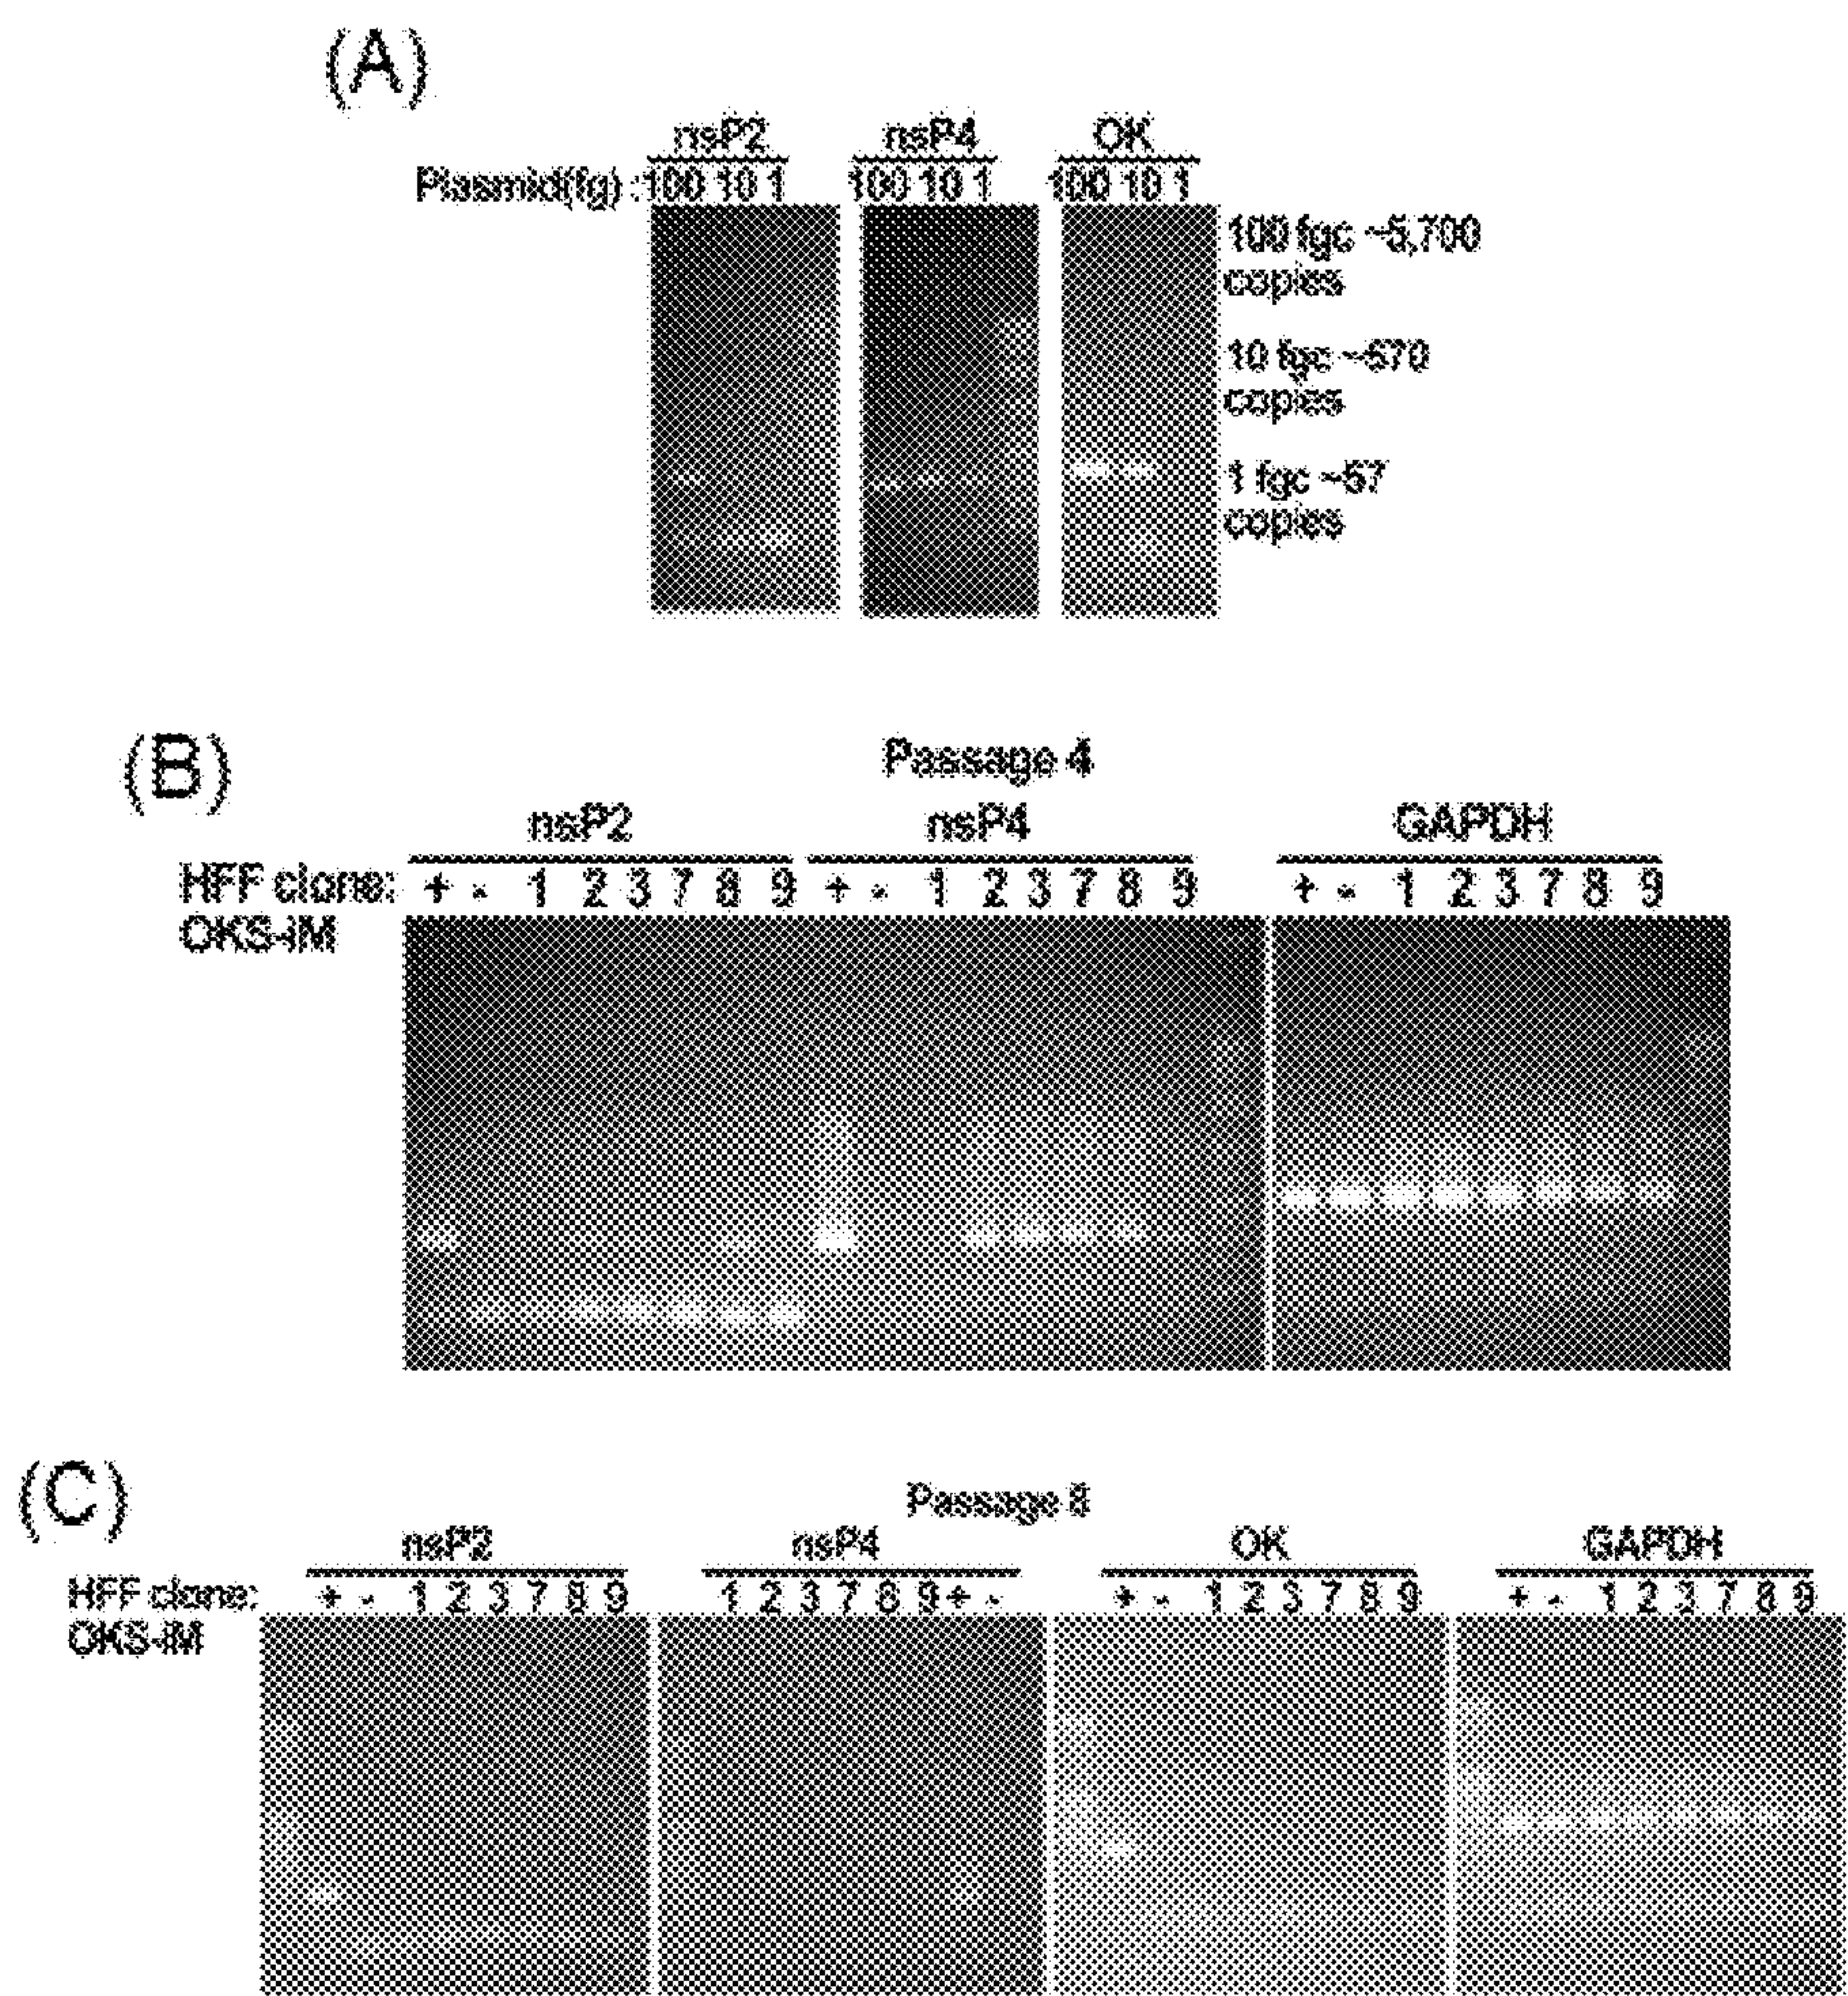 (A)
nsP2 nsP4 OK
Plasmid(fg) :100 10 1 100 10 1 100 10 1
100 fgc ~5,700
copies
10 fgc ~570
copies
1 fgc ~57
copies
(B)
Passage 4
nsP2 nsP4 GAPDH
HFF clone: + - 1 2 3 7 8 9 + - 1 2 3 7 8 9 + - 1 2 3 7 8 9
OKS-iM
(C)
Passage 8
nsP2 nsP4 OK GAPDH
HFF clone: + - 1 2 3 7 8 9 1 2 3 7 8 9 + - + - 1 2 3 7 8 9 + - 1 2 3 7 8 9
OKS-iM